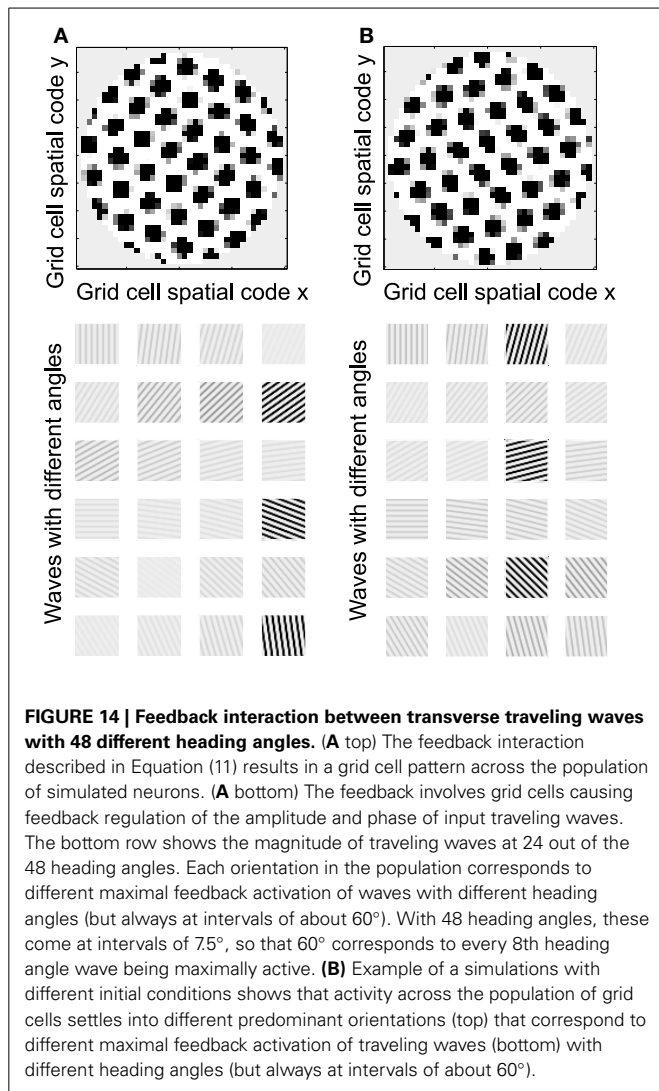 A
B
Grid cell spatial code y
Grid cell spatial code y
Grid cell spatial code x
Grid cell spatial code x
Waves with different angles
Waves with different angles
FIGURE 14 | Feedback interaction between transverse traveling waves
with 48 different heading angles. (A top) The feedback interaction
described in Equation (11) results in a grid cell pattern across the population
of simulated neurons. (A bottom) The feedback involves grid cells causing
feedback regulation of the amplitude and phase of input traveling waves.
The bottom row shows the magnitude of traveling waves at 24 out of the
48 heading angles. Each orientation in the population corresponds to
different maximal feedback activation of waves with different heading
angles (but always at intervals of about 60°). With 48 heading angles, these
come at intervals of 7.5°, so that 60° corresponds to every 8th heading
angle wave being maximally active. (B) Example of a simulations with
different initial conditions shows that activity across the population of grid
cells settles into different predominant orientations (top) that correspond to
different maximal feedback activation of traveling waves (bottom) with
different heading angles (but always at intervals of about 60°).